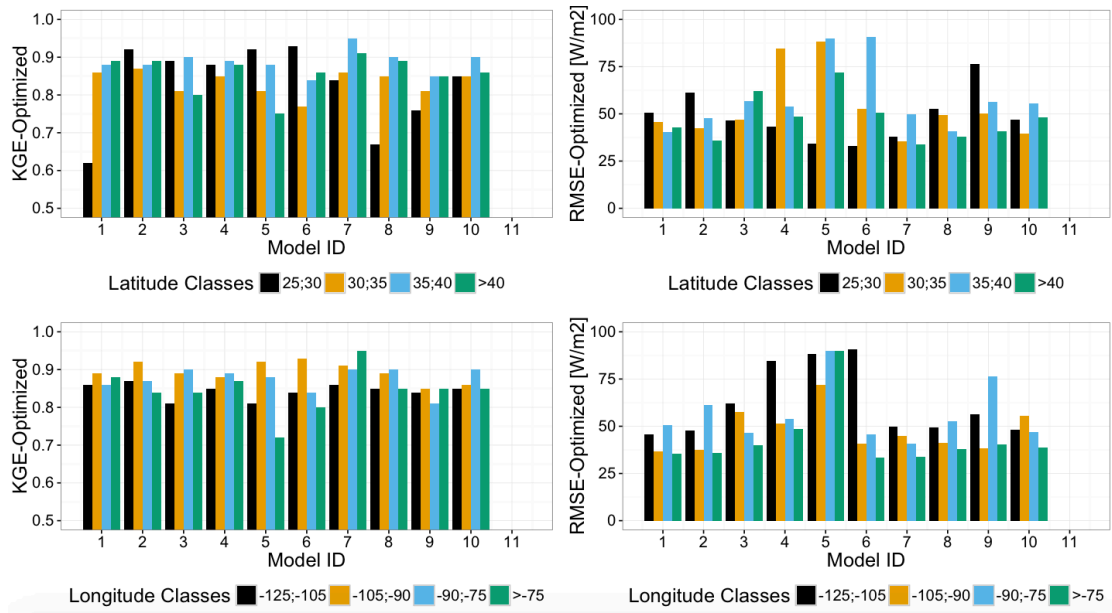 KGE-Optimized
1.0
0.9
0.8
0.7
0.6
0.5
1 2 3 4 5 6 7 8 9 10 11
Model ID
Latitude Classes 25;30 30;35 35;40 >40
RMSE-Optimized [W/m2]
100
75
50
25
0
1 2 3 4 5 6 7 8 9 10 11
Model ID
Latitude Classes 25;30 30;35 35;40 >40
KGE-Optimized
1.0
0.9
0.8
0.7
0.6
0.5
1 2 3 4 5 6 7 8 9 10 11
Model ID
Longitude Classes -125;-105 -105;-90 -90;-75 >-75
RMSE-Optimized [W/m2]
100
75
50
25
0
1 2 3 4 5 6 7 8 9 10 11
Model ID
Longitude Classes -125;-105 -105;-90 -90;-75 >-75